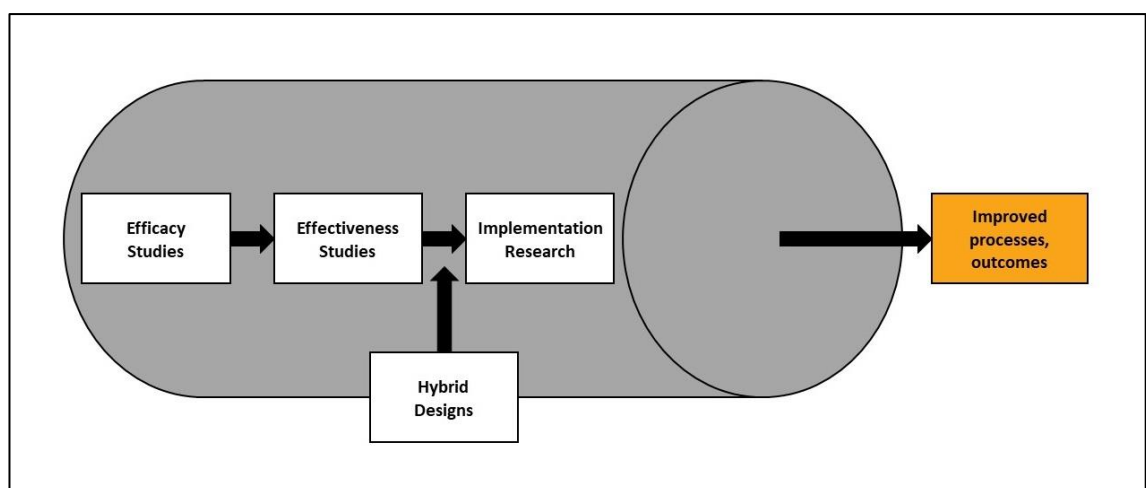 Efficacy
Studies
Effectiveness
Studies
Implementation
Research
Improved
processes,
outcomes
Hybrid
Designs